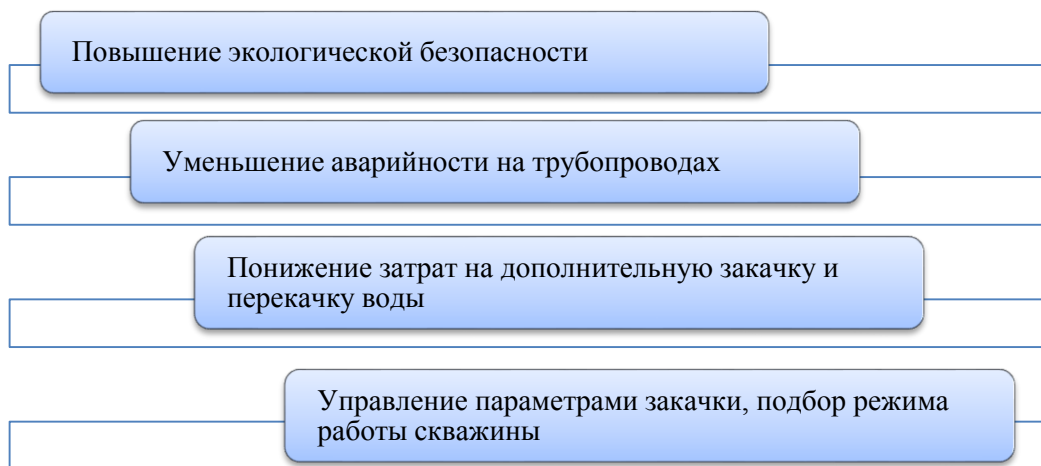 Повышение экологической безопасности
Уменьшение аварийности на трубопроводах
Понижение затрат на дополнительную закачку и
перекачку воды
Управление параметрами закачки, подбор режима
работы скважины